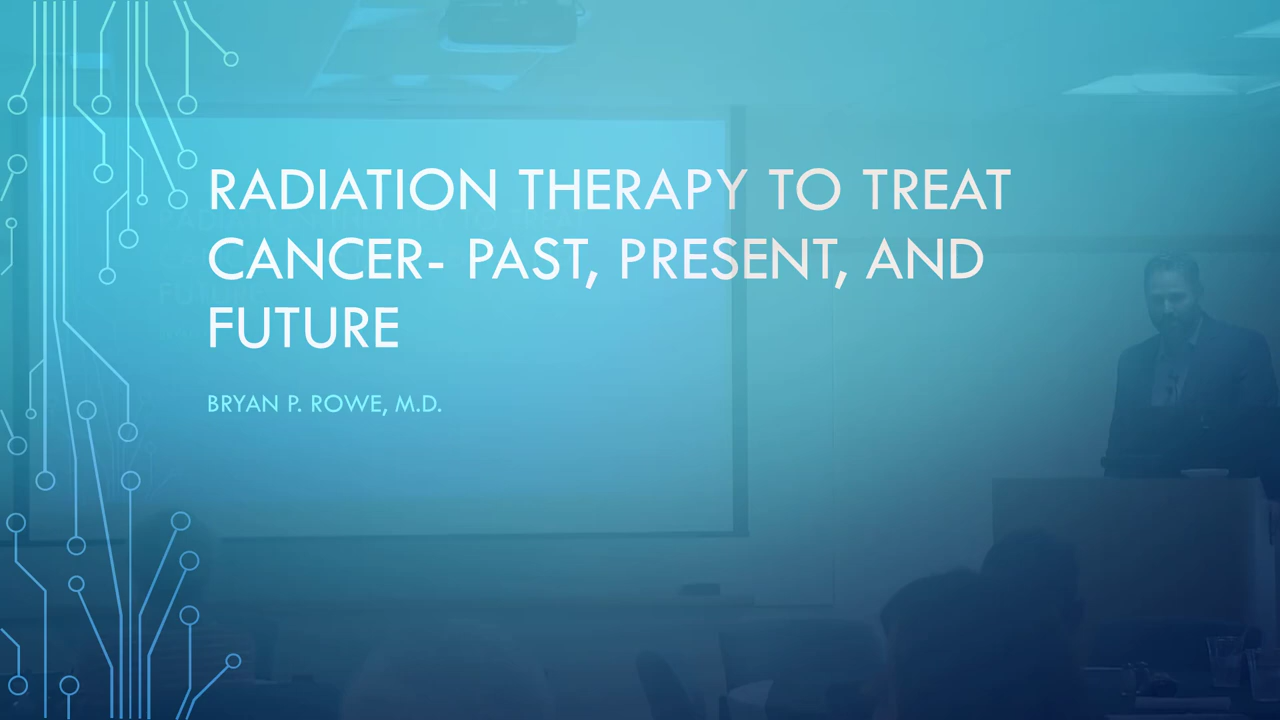 RADIATION THERAPY TO TREAT
CANCER- PAST, PRESENT, AND
FUTURE
BRYAN P. ROWE, M.D.